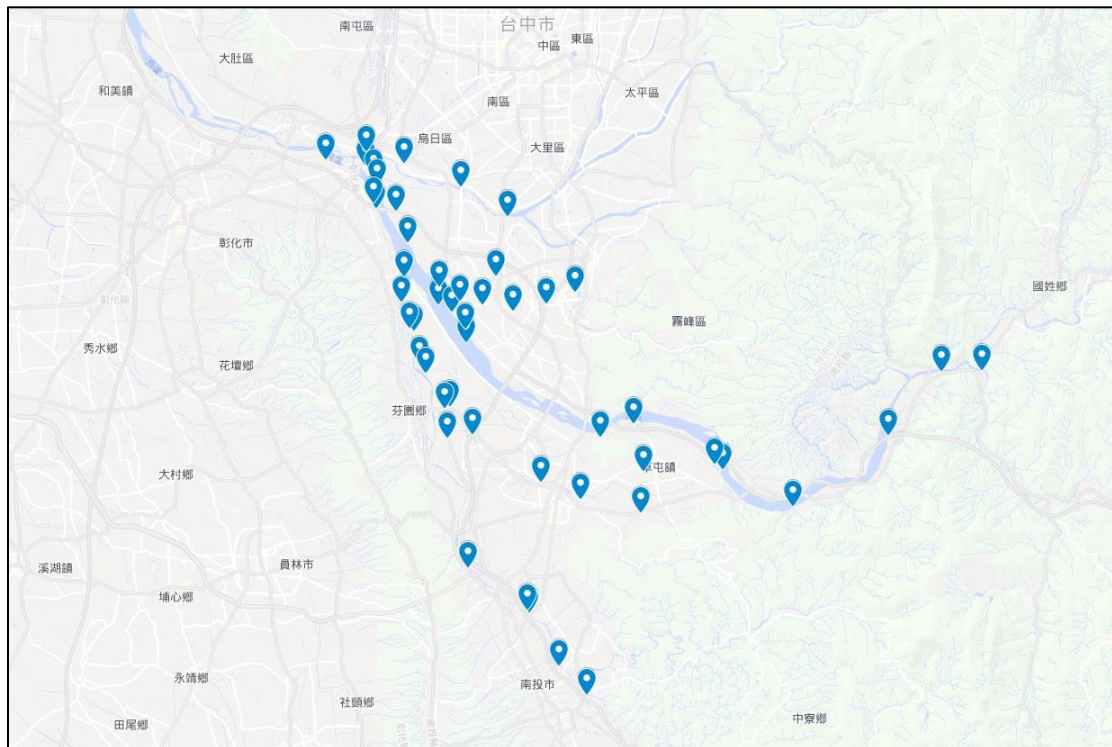 南屯區
台中市
東區
中區
大肚區
和美鎮
太平區
南區
烏日區
大里區
彰化市
國姓鄉
霧峰區
秀水鄉
花壇鄉
芬園鄉
大村鄉
員林市
溪湖鎮
埔心鄉
永靖鄉
南投市
社頭鄉
中寮鄉
田尾鄉